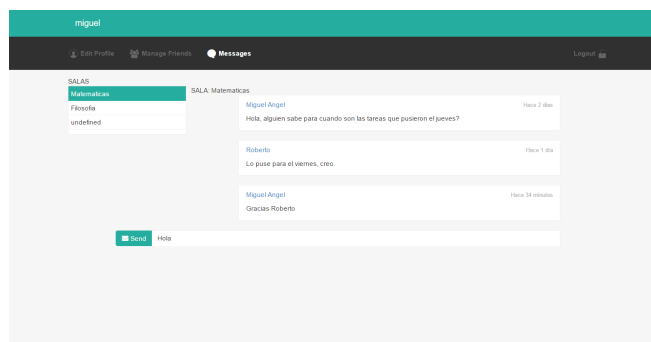 miguel
Edit Profile
Manage Friends
Messages
Logout
SALAS
Matematicas
Filosofia
undefined
SALA: Matematicas
Miguel Angel
Hace 2 dias
Hola, alguien sabe para cuando son las tareas que pusieron el jueves?
Roberto
Hace 1 dia
Lo puse para el viernes, creo.
Miguel Angel
Hace 34 minutos
Gracias Roberto
Send
Hola